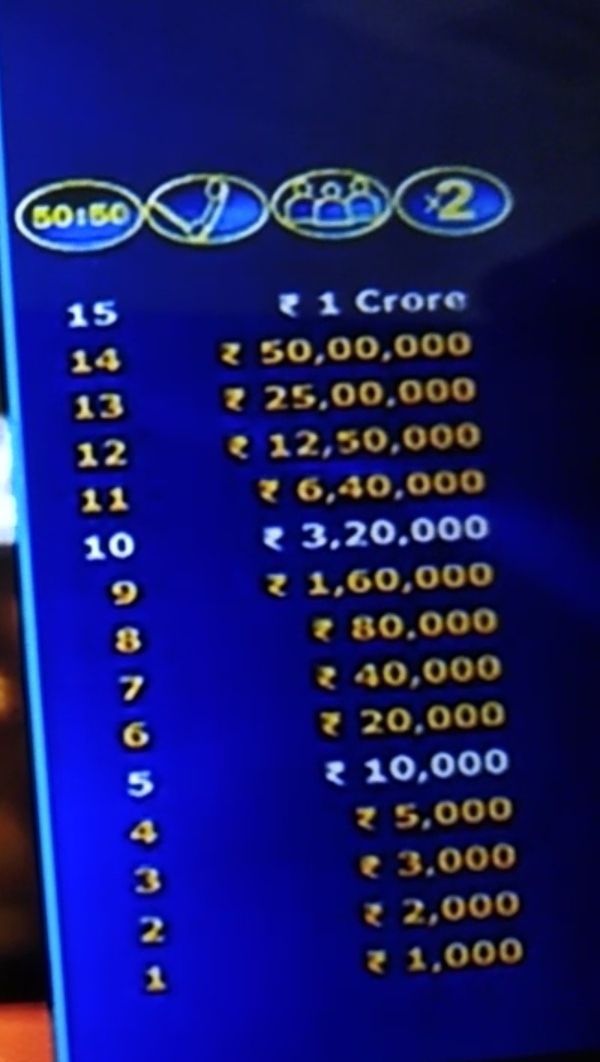 50:50 x2
15 ₹ 1 Crore
14 ₹ 50,00,000
13 ₹ 25,00,000
12 ₹ 12,50,000
11 ₹ 6,40,000
10 ₹ 3,20,000
9 ₹ 1,60,000
8 ₹ 80,000
7 ₹ 40,000
6 ₹ 20,000
5 ₹ 10,000
4 ₹ 5,000
3 ₹ 3,000
2 ₹ 2,000
1 ₹ 1,000